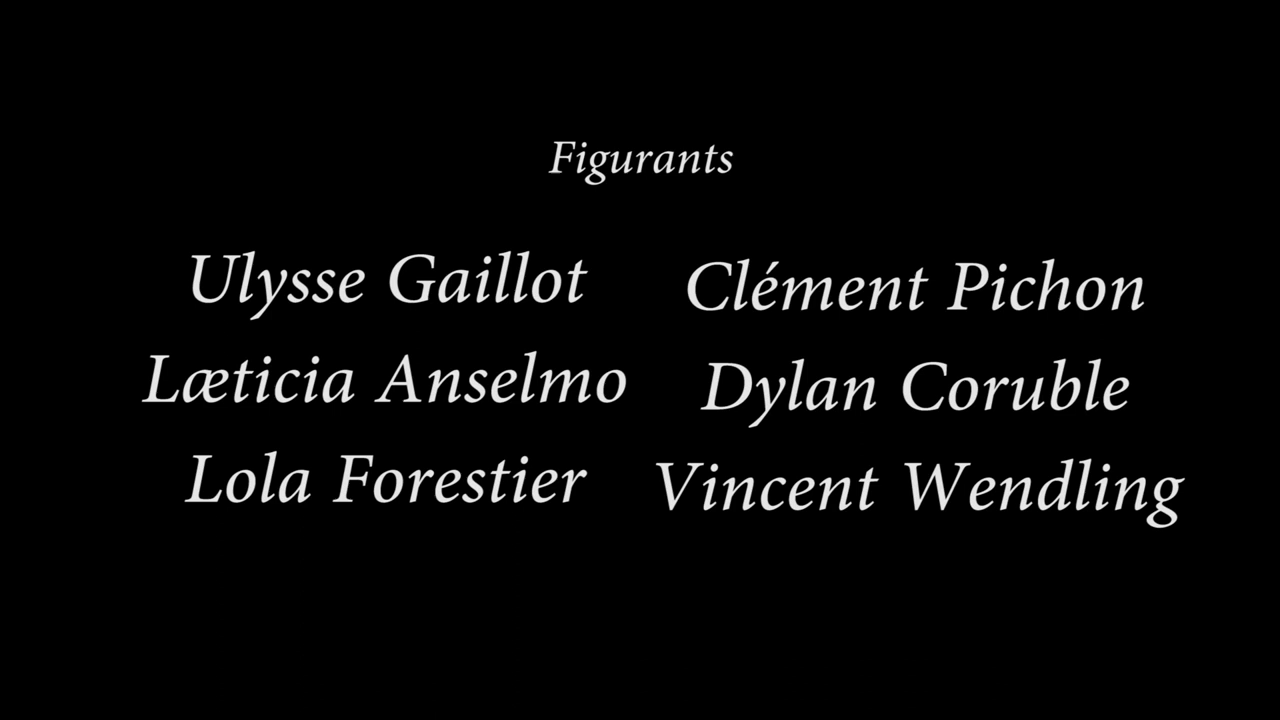 Figurants
Ulysse Gaillot
Læticia Anselmo
Lola Forestier
Clément Pichon
Dylan Coruble
Vincent Wendling